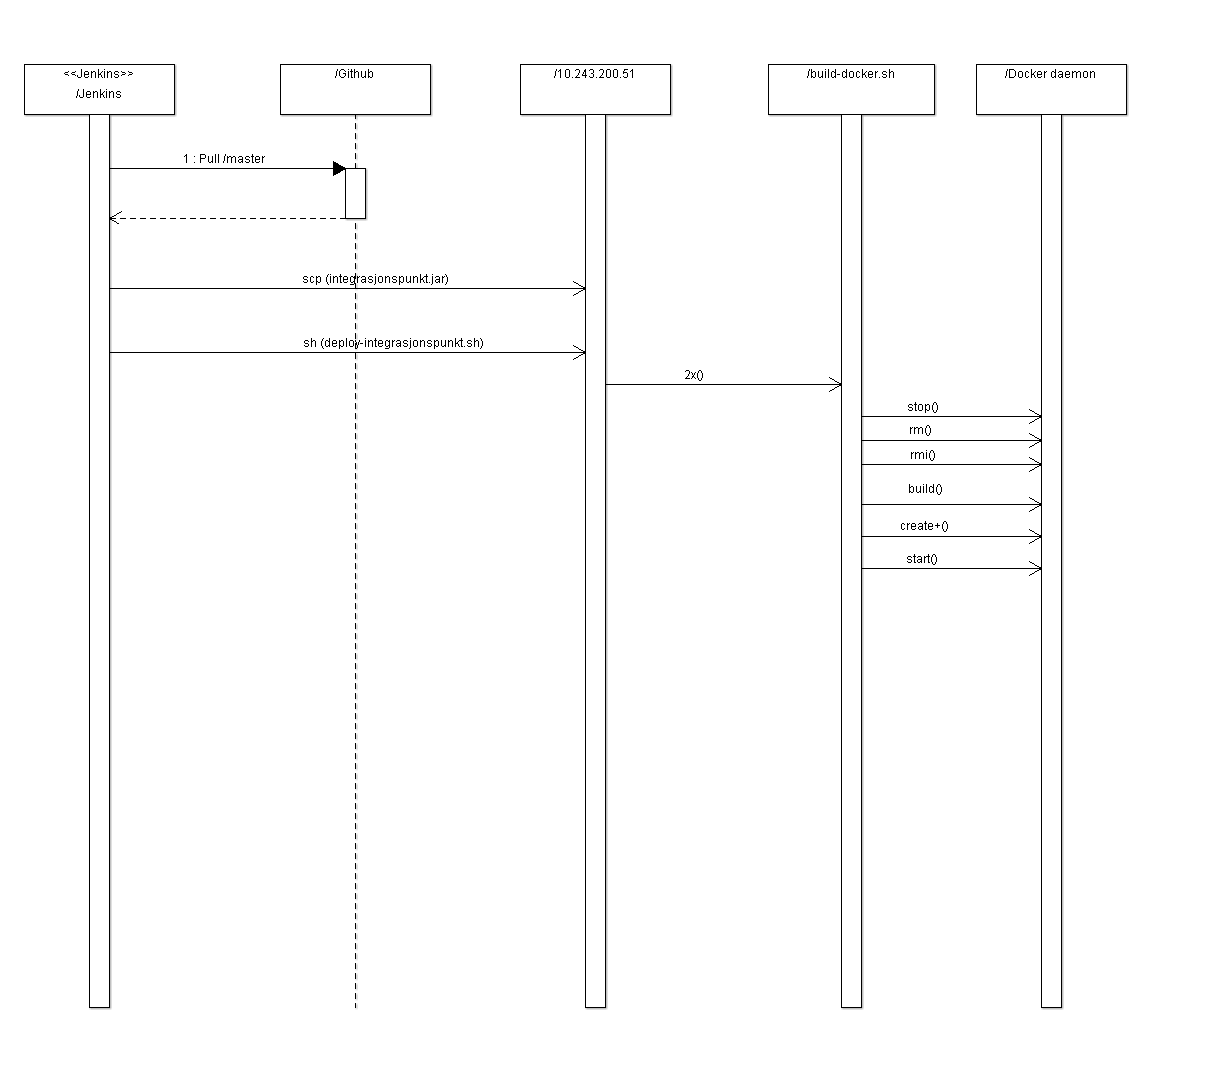 <<Jenkins>>
/Jenkins
/Github
/10.243.200.51
/build-docker.sh
/Docker daemon
1 : Pull /master
scp (integrasjonspunkt.jar)
sh (deploy-integrasjonspunkt.sh)
2x()
stop()
rm()
rmi()
build()
create+()
start()